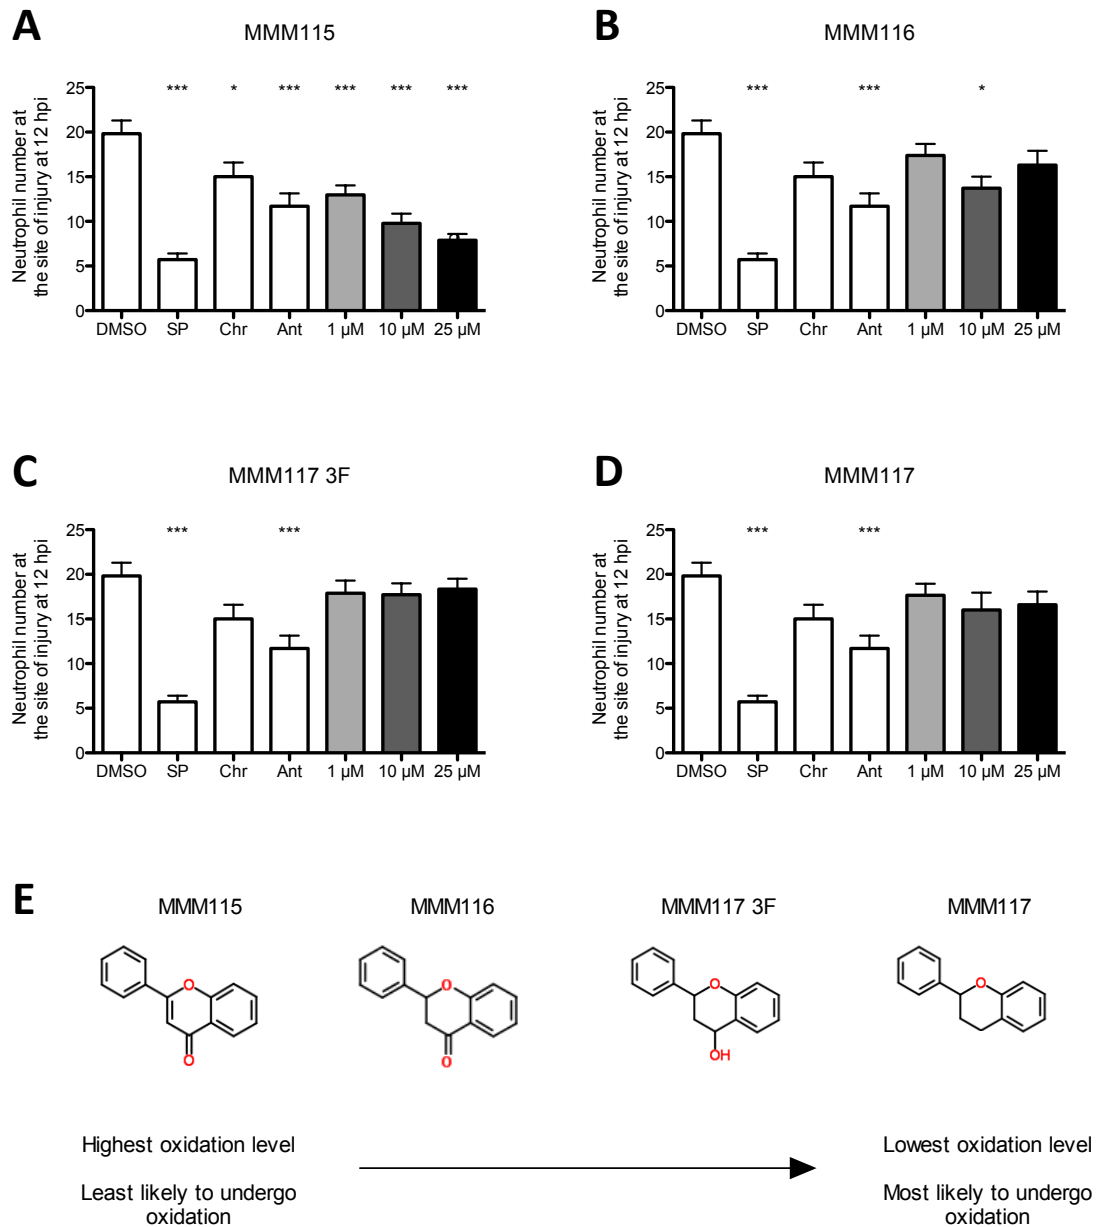 A
MMM115
Neutrophil number at
the site of injury at 12 hpi
25
20
15
10
5
0
*** * *** *** *** ***
DMSO SP Chr Ant 1 µM 10 µM 25 µM
B
MMM116
Neutrophil number at
the site of injury at 12 hpi
25
20
15
10
5
0
*** *** *
DMSO SP Chr Ant 1 µM 10 µM 25 µM
C
MMM117 3F
Neutrophil number at
the site of injury at 12 hpi
25
20
15
10
5
0
*** ***
DMSO SP Chr Ant 1 µM 10 µM 25 µM
D
MMM117
Neutrophil number at
the site of injury at 12 hpi
25
20
15
10
5
0
*** ***
DMSO SP Chr Ant 1 µM 10 µM 25 µM
E
MMM115 MMM116 MMM117 3F MMM117
O O O O
O O OH
Highest oxidation level
Least likely to undergo
oxidation
Lowest oxidation level
Most likely to undergo
oxidation